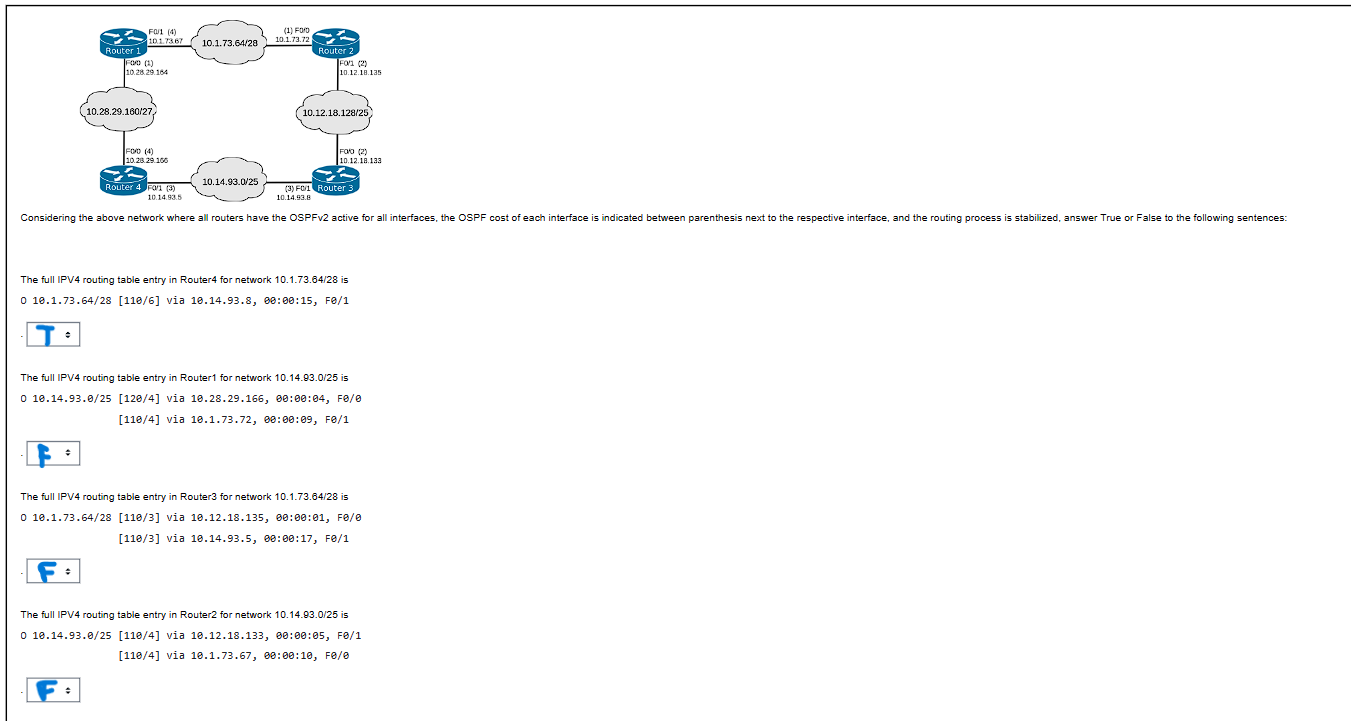 F0/1 (4)
10.1.73.67
10.1.73.64/28
(1) F0/0
10.1.73.72
Router 1
Router 2
F0/0 (1)
10.28.29.164
F0/1 (2)
10.12.18.135
10.28.29.160/27
10.12.18.128/25
F0/0 (4)
10.28.29.166
F0/0 (2)
10.12.18.133
Router 4
F0/1 (3)
10.14.93.5
10.14.93.0/25
(3) F0/1
10.14.93.8
Router 3
Considering the above network where all routers have the OSPFv2 active for all interfaces, the OSPF cost of each interface is indicated between parenthesis next to the respective interface, and the routing process is stabilized, answer True or False to the following sentences:
The full IPV4 routing table entry in Router4 for network 10.1.73.64/28 is
O 10.1.73.64/28 [110/6] via 10.14.93.8, 00:00:15, F0/1
. T
The full IPV4 routing table entry in Router1 for network 10.14.93.0/25 is
O 10.14.93.0/25 [120/4] via 10.28.29.166, 00:00:04, F0/0
[110/4] via 10.1.73.72, 00:00:09, F0/1
. F
The full IPV4 routing table entry in Router3 for network 10.1.73.64/28 is
O 10.1.73.64/28 [110/3] via 10.12.18.135, 00:00:01, F0/0
[110/3] via 10.14.93.5, 00:00:17, F0/1
. F
The full IPV4 routing table entry in Router2 for network 10.14.93.0/25 is
O 10.14.93.0/25 [110/4] via 10.12.18.133, 00:00:05, F0/1
[110/4] via 10.1.73.67, 00:00:10, F0/0
. F